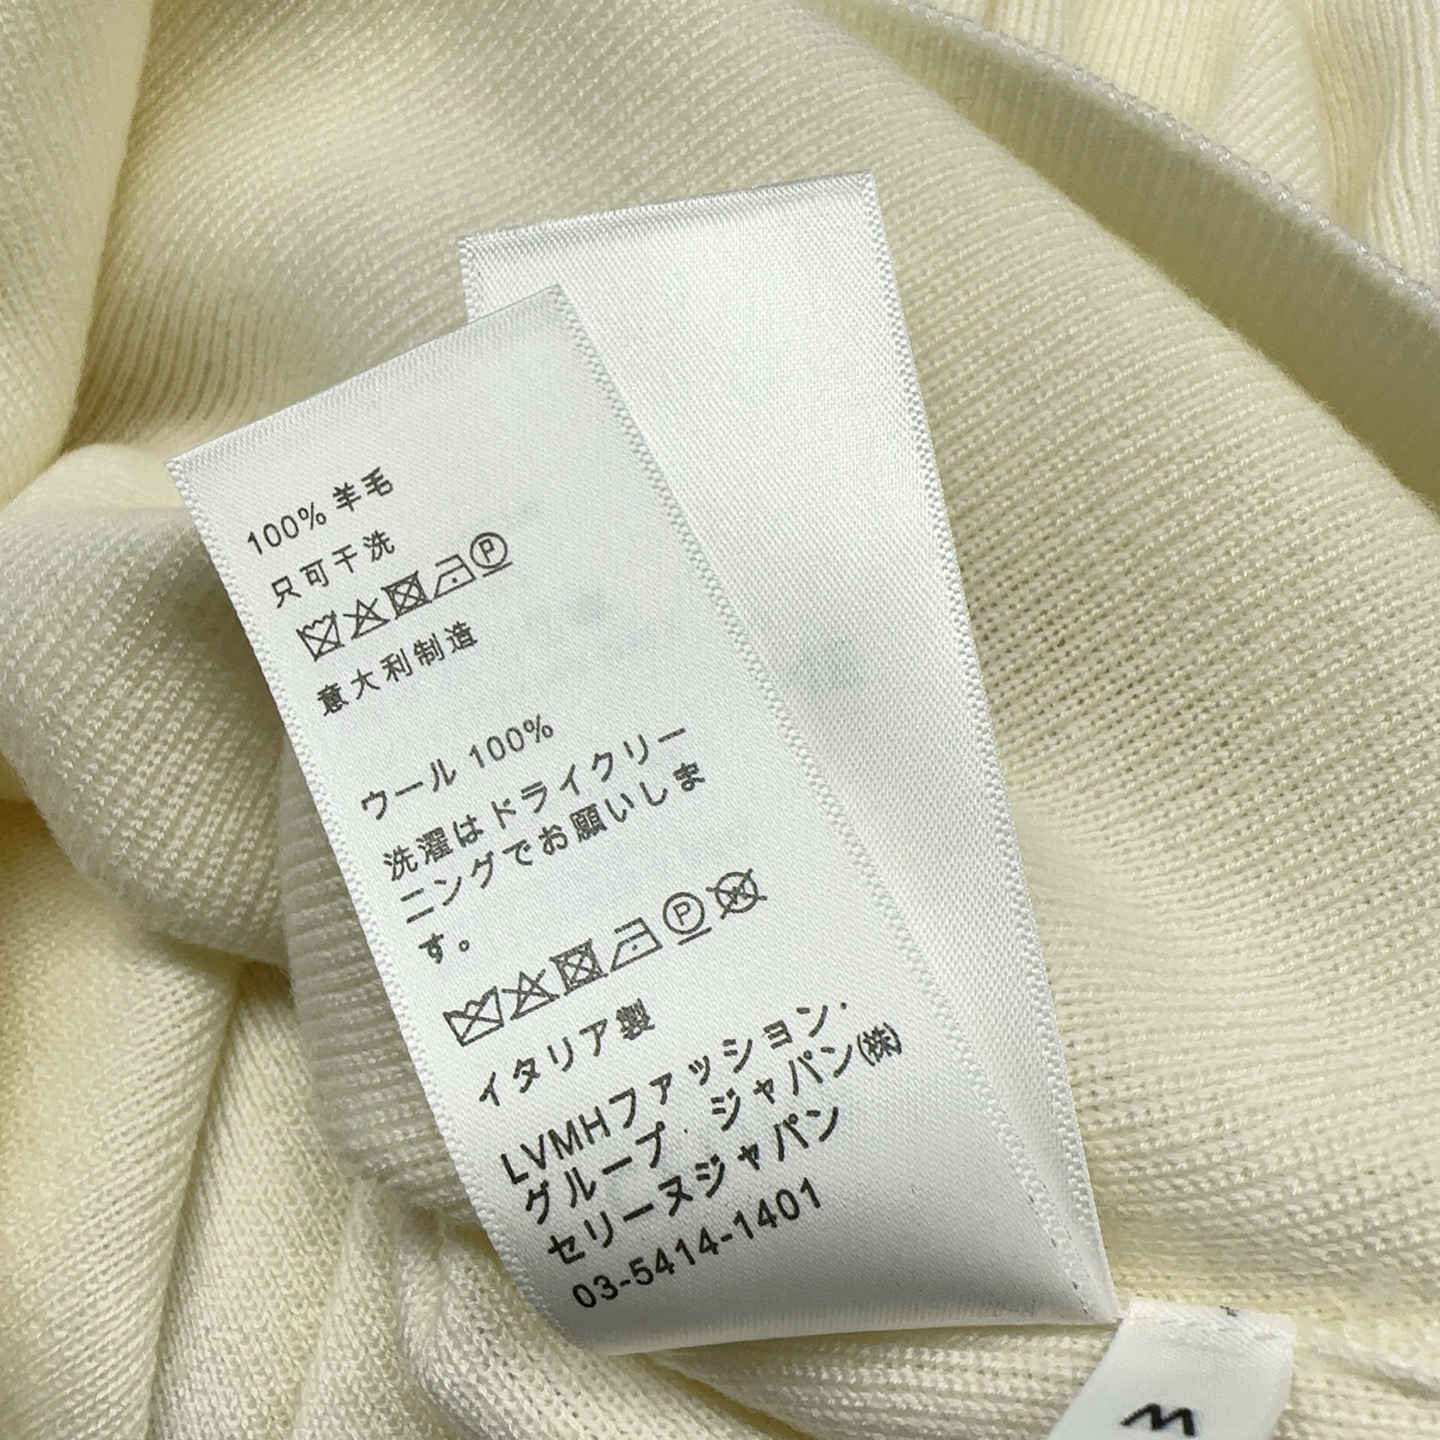 100% 羊毛
只可干洗
P
意大利制造
ウール 100%
洗濯はドライクリー
ニングでお願いしま
す。
P W
イタリア製
LVMHファッション·
グループ·ジャパン(株)
セリーヌジャパン
03-5414-1401
M